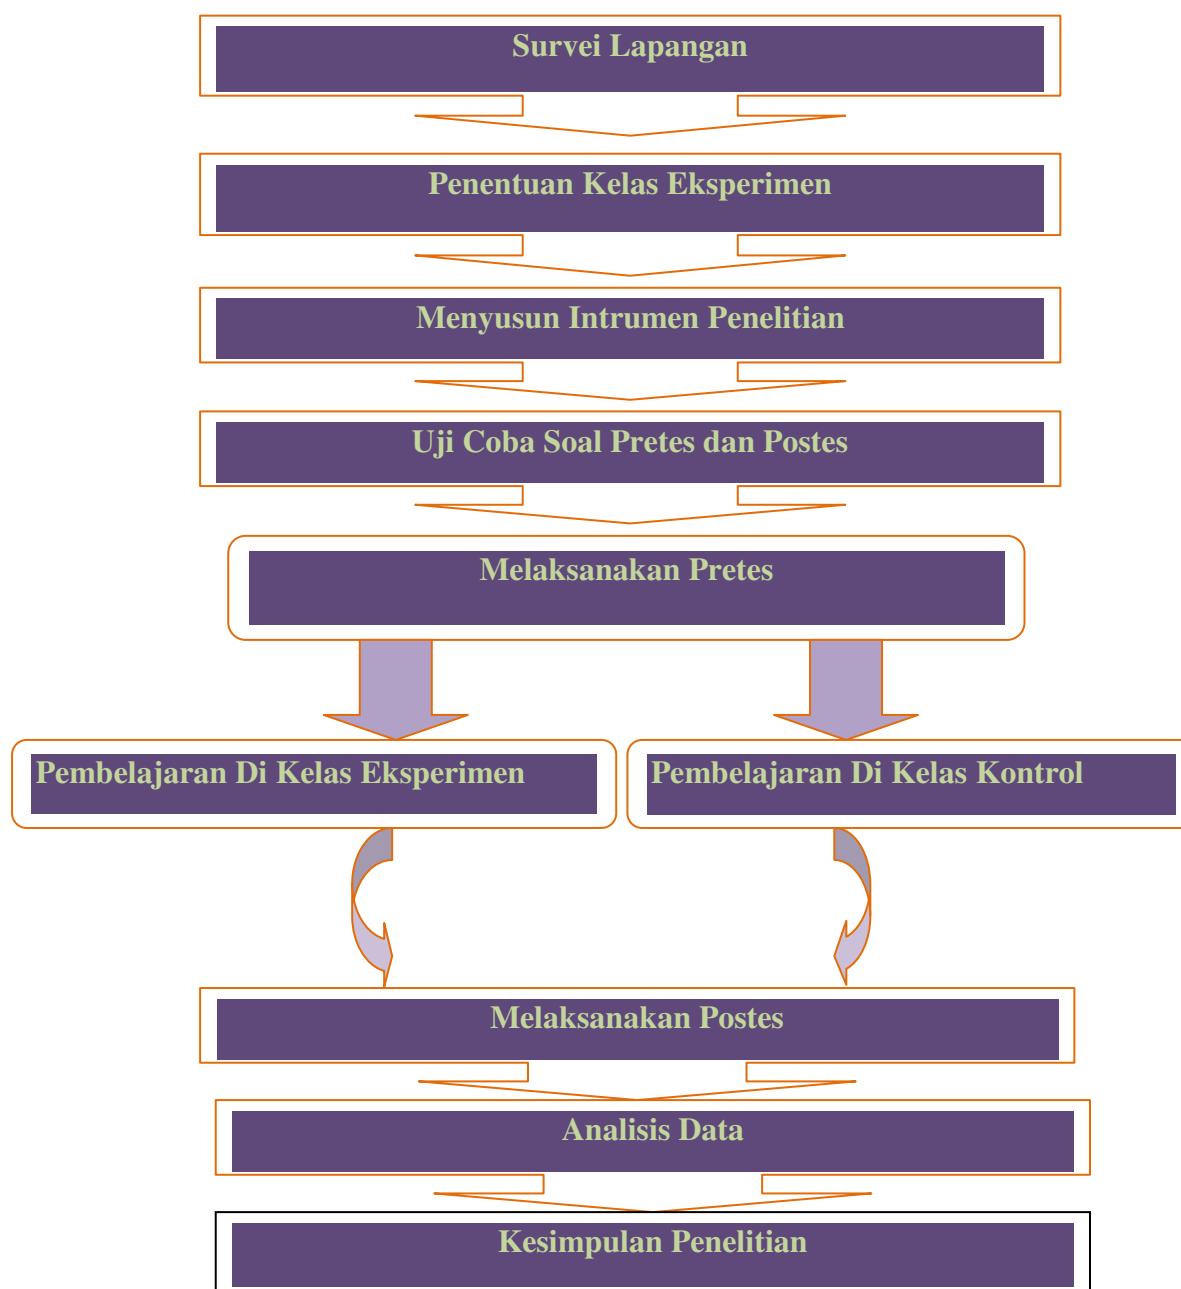 Survei Lapangan
Penentuan Kelas Eksperimen
Menyusun Intrumen Penelitian
Uji Coba Soal Pretes dan Postes
Melaksanakan Pretes
Pembelajaran Di Kelas Eksperimen
Pembelajaran Di Kelas Kontrol
Melaksanakan Postes
Analisis Data
Kesimpulan Penelitian